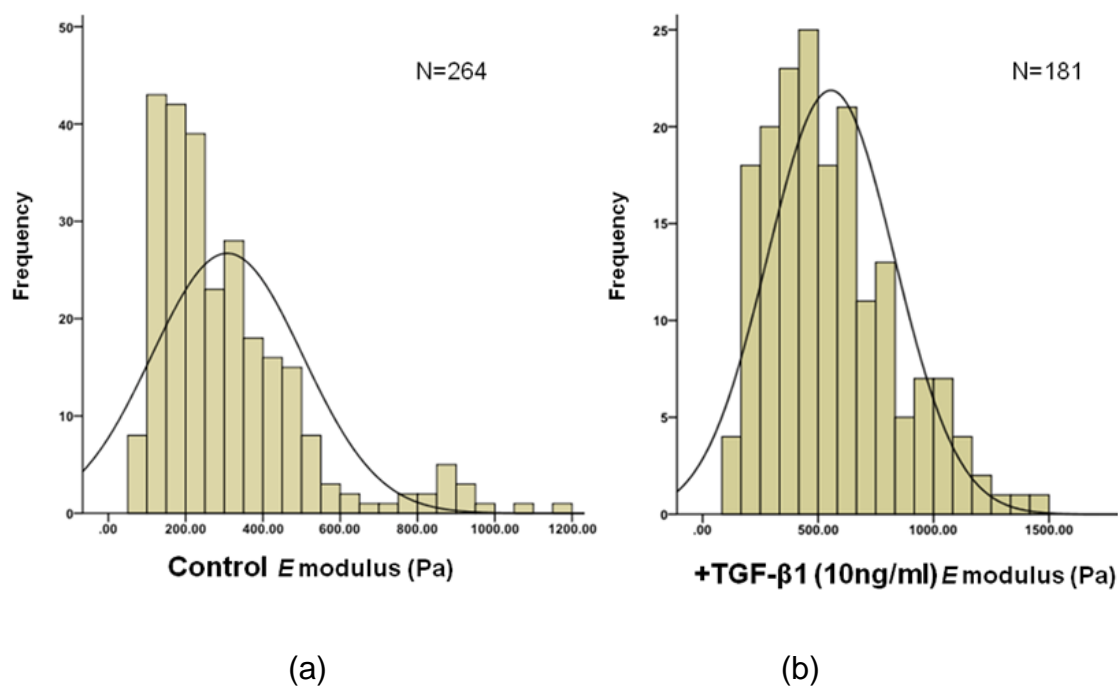 50
40
30
20
10
0
Frequency
N=264
.00 200.00 400.00 600.00 800.00 1000.00 1200.00
Control E modulus (Pa)
(a)
25
20
15
10
5
0
Frequency
N=181
.00 500.00 1000.00 1500.00
+TGF-β1 (10ng/ml) E modulus (Pa)
(b)